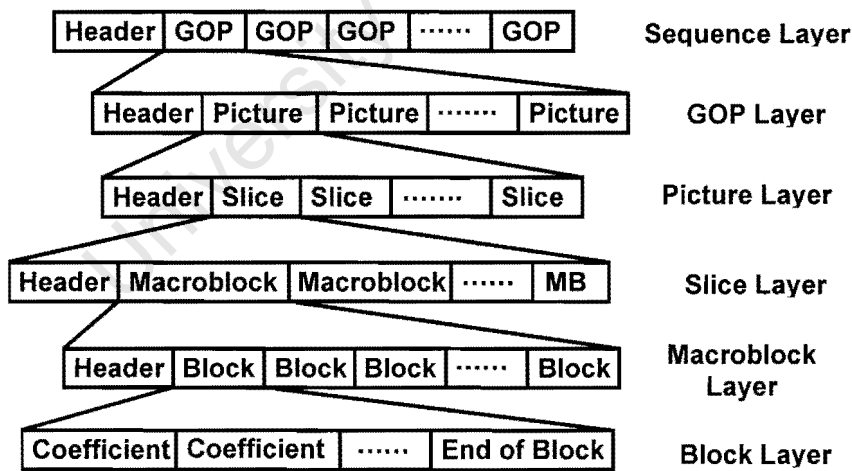 Header GOP GOP GOP ...... GOP Sequence Layer
Header Picture Picture ....... Picture GOP Layer
Header Slice Slice ....... Slice Picture Layer
Header Macroblock Macroblock ...... MB Slice Layer
Header Block Block Block ...... Block Macroblock Layer
Coefficient Coefficient ...... End of Block Block Layer
University